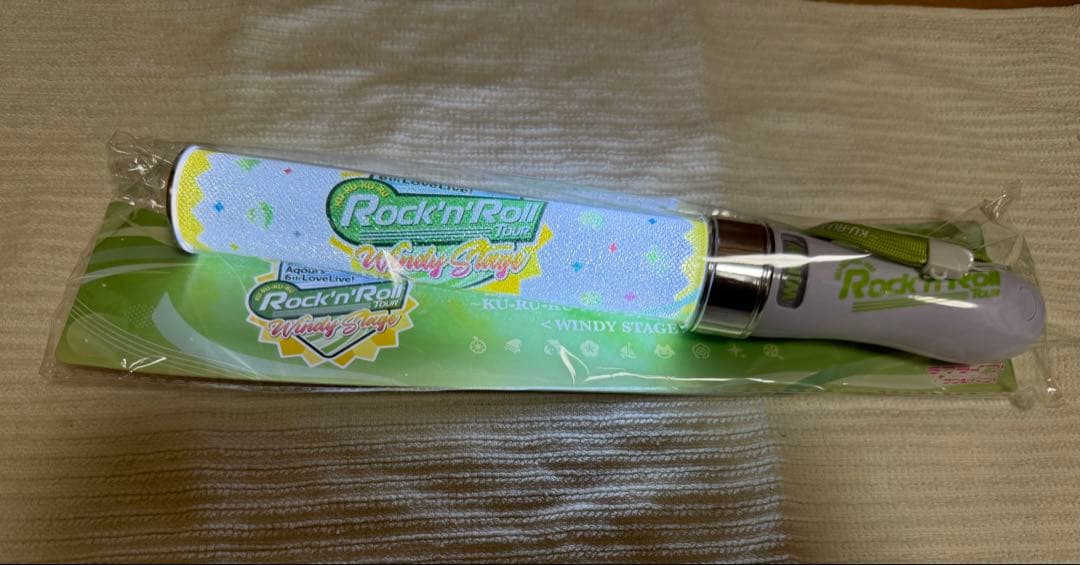 6th LoveLive!
KU-RU-KU-RU
Rock'n'Roll
TOUR
Windy Stage
Aqours
6th LoveLive!
KU-RU-KU-RU
Rock'n'Roll
TOUR
Windy Stage
~KU-RU-K
< WINDY STAGE
KU-RU
Rock'n'Roll
TOUR